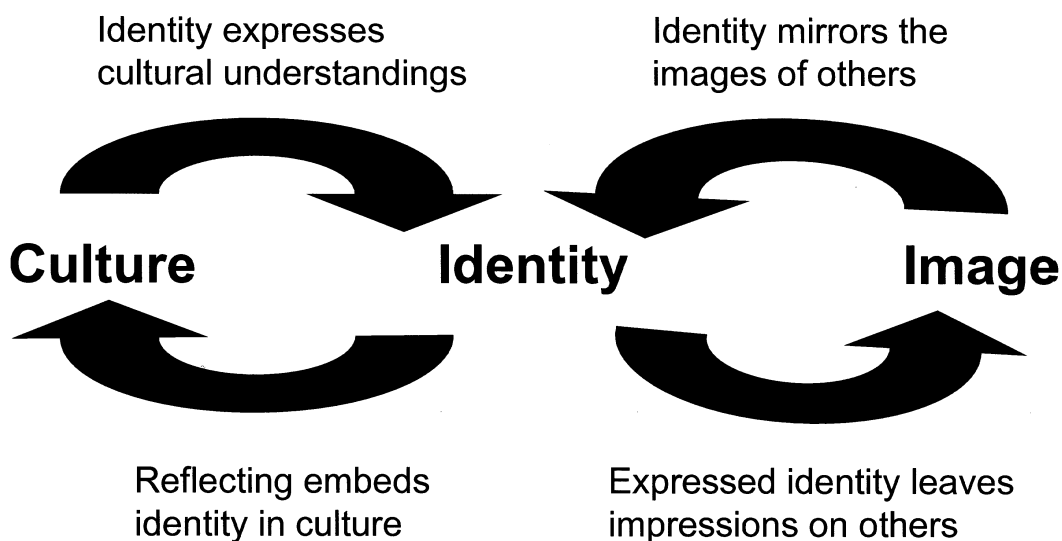 Identity expresses
cultural understandings
Identity mirrors the
images of others
Culture
Identity
Image
Reflecting embeds
identity in culture
Expressed identity leaves
impressions on others